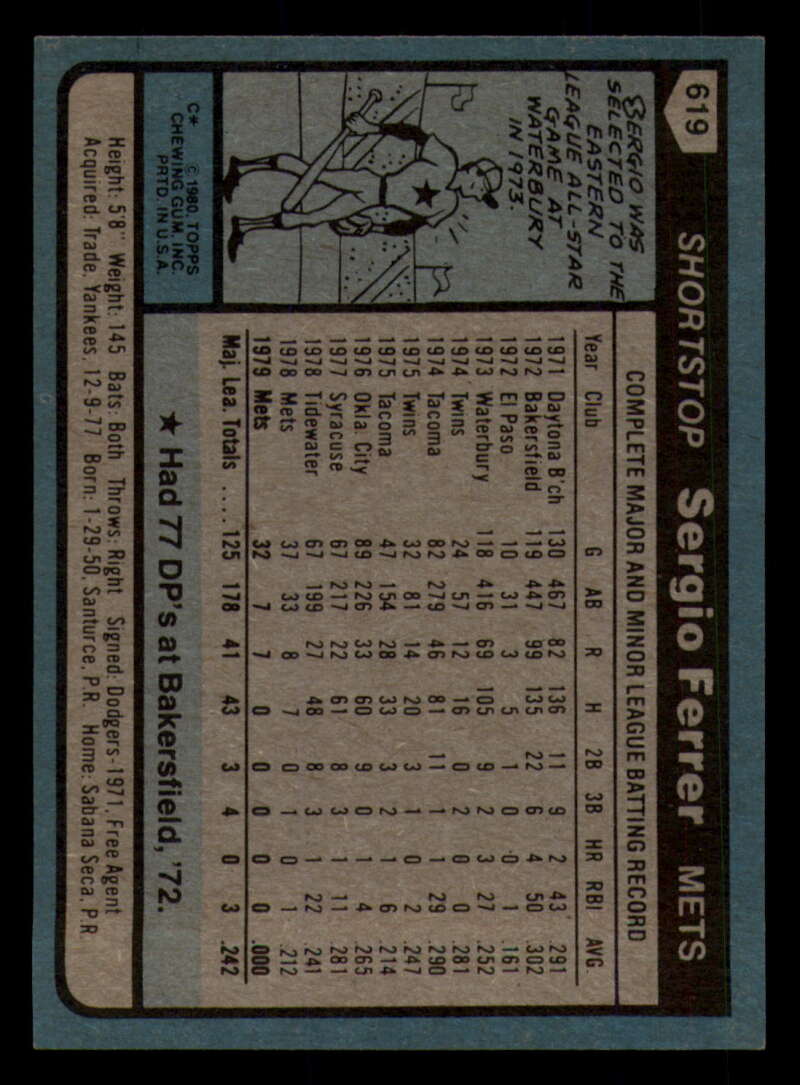 619
SHORTSTOP Sergio Ferrer METS
SERGIO WAS
SELECTED TO THE
EASTERN
LEAGUE ALL-STAR
GAME AT
WATERBURY
IN 1973.
C* © 1980, TOPPS
CHEWING GUM, INC.
PRTD. IN U.S.A.
COMPLETE MAJOR AND MINOR LEAGUE BATTING RECORD
Year Club G AB R H 2B 3B HR RBI AVG
1971 Daytona B'ch 130 467 82 136 11 9 2 43 .291
1972 Bakersfield 119 447 99 135 22 6 4 50 .302
1972 El Paso 10 31 3 5 1 0 0 1 .161
1973 Waterbury 118 416 69 105 9 2 3 27 .252
1974 Twins 24 57 12 16 0 2 0 0 .281
1974 Tacoma 82 279 46 81 11 1 1 29 .290
1975 Twins 32 81 14 20 3 1 0 2 .247
1975 Tacoma 47 154 28 33 3 2 1 6 .214
1976 Okla. City 89 226 33 60 9 0 1 4 .265
1977 Syracuse 67 217 22 61 8 3 1 11 .281
1978 Tidewater 67 199 27 48 8 3 1 22 .241
1978 Mets 37 33 8 7 0 1 0 1 .212
1979 Mets 32 7 7 0 0 0 0 0 .000
Maj. Lea. Totals .... 125 178 41 43 3 4 0 3 .242
★ Had 77 DP's at Bakersfield, '72.
Height: 5'8" Weight: 145 Bats: Both Throws: Right Signed: Dodgers-1971, Free Agent
Acquired: Trade, Yankees, 12-9-77 Born: 1-29-50, Santurce, P.R. Home: Sabana Seca, P.R.